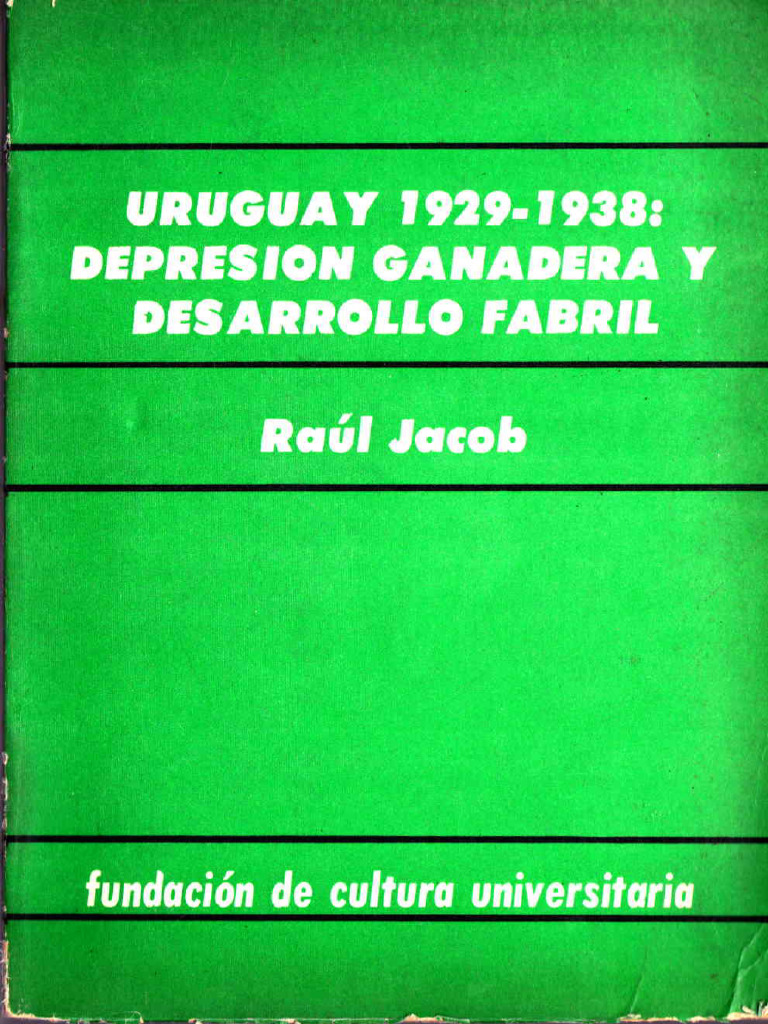 URUGUAY 1929-1938:
DEPRESION GANADERA Y
DESARROLLO FABRIL
Raúl Jacob
fundación de cultura universitaria